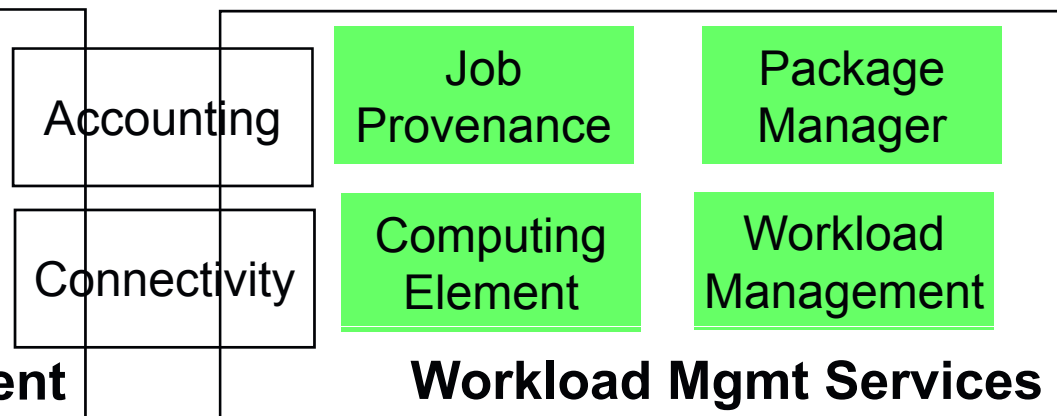 Accounting
Job
Provenance
Package
Manager
Connectivity
Computing
Element
Workload
Management
ent
Workload Mgmt Services